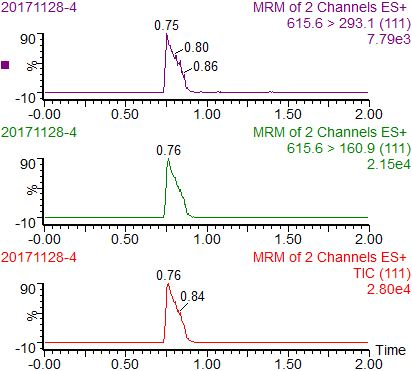 20171128-4 MRM of 2 Channels ES+
0.75 615.6 > 293.1 (111)
90 7.79e3
0.80
% 0.86
-10
-0.00 0.50 1.00 1.50 2.00
20171128-4 MRM of 2 Channels ES+
0.76 615.6 > 160.9 (111)
90 2.15e4
%
-10
-0.00 0.50 1.00 1.50 2.00
20171128-4 MRM of 2 Channels ES+
0.76 TIC (111)
90 2.80e4
0.84
%
-10 Time
-0.00 0.50 1.00 1.50 2.00